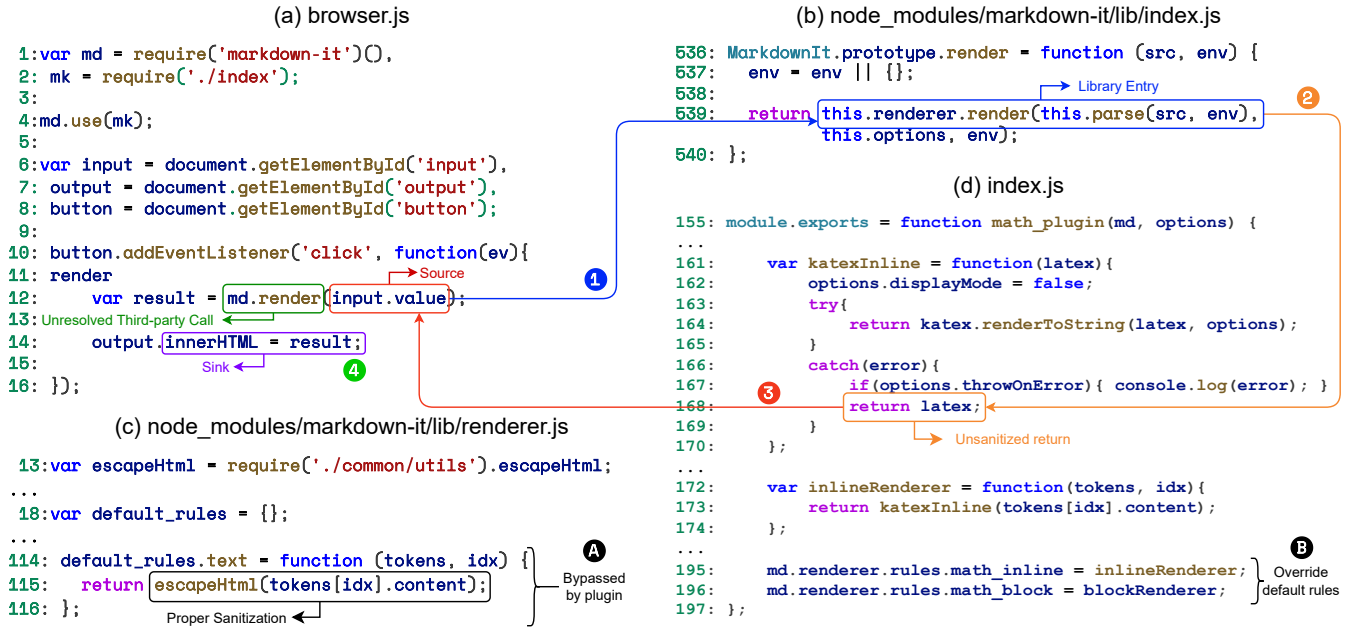 (a) browser.js
1:var md = require('markdown-it')(),
2: mk = require('./index');
3:
4:md.use(mk);
5:
6:var input = document.getElementById('input'),
7: output = document.getElementById('output'),
8: button = document.getElementById('button');
9:
10: button.addEventListener('click', function(ev){
11: render
Source
12: var result = md.render(input.value);
1
13:
Unresolved Third-party Call
14: output.innerHTML = result;
15:
Sink
4
16: });
(b) node_modules/markdown-it/lib/index.js
536: MarkdownIt.prototype.render = function (src, env) {
537: env = env || {};
538:
Library Entry
2
539: return this.renderer.render(this.parse(src, env),
this.options, env);
540: };
(c) node_modules/markdown-it/lib/renderer.js
13:var escapeHtml = require('./common/utils').escapeHtml;
...
18:var default_rules = {};
...
114: default_rules.text = function (tokens, idx) {
115: return escapeHtml(tokens[idx].content);
116: };
Proper Sanitization
A
Bypassed
by plugin
(d) index.js
155: module.exports = function math_plugin(md, options) {
...
161: var katexInline = function(latex){
162: options.displayMode = false;
163: try{
164: return katex.renderToString(latex, options);
165: }
166: catch(error){
167: if(options.throwOnError){ console.log(error); }
3
168: return latex;
169: }
Unsanitized return
170: };
...
172: var inlineRenderer = function(tokens, idx){
173: return katexInline(tokens[idx].content);
174: };
...
195: md.renderer.rules.math_inline = inlineRenderer;
196: md.renderer.rules.math_block = blockRenderer;
197: };
B
Override
default rules